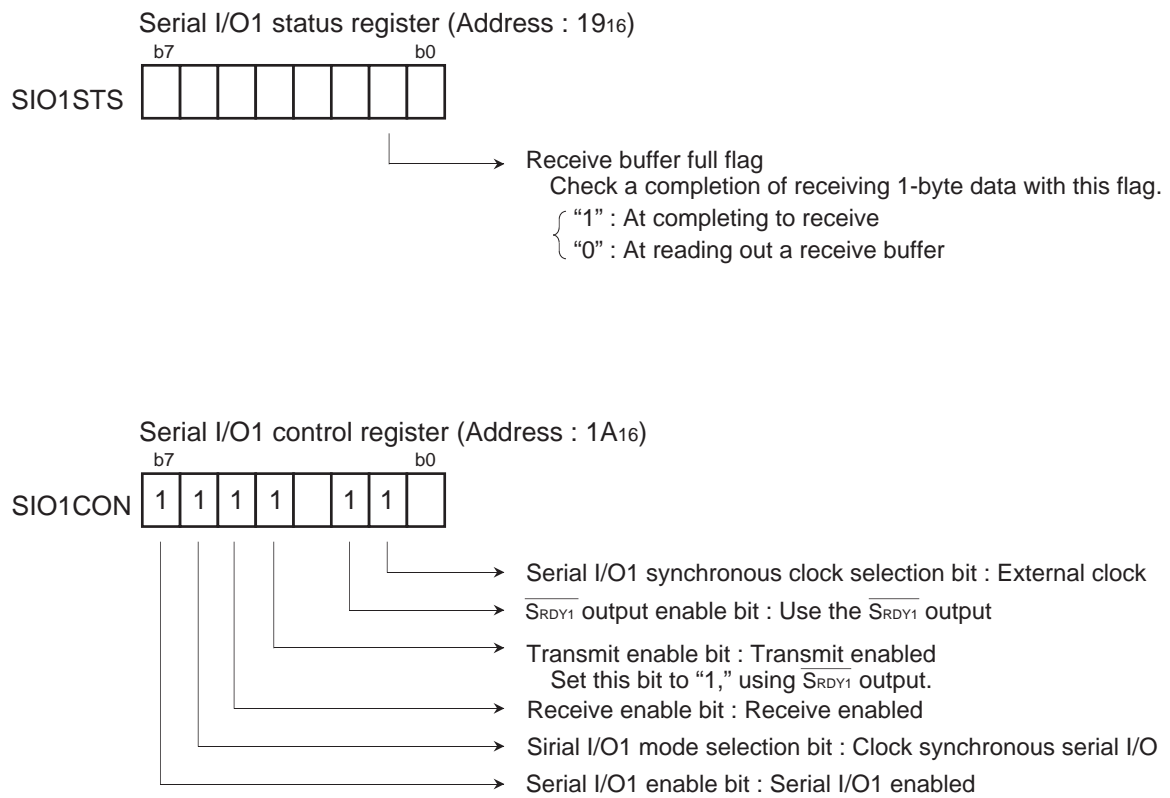 Serial I/O1 status register (Address : 1916)
b7 b0
SIO1STS
Receive buffer full flag
Check a completion of receiving 1-byte data with this flag.
“1” : At completing to receive
“0” : At reading out a receive buffer
Serial I/O1 control register (Address : 1A16)
b7 b0
SIO1CON 1 1 1 1 1 1
Serial I/O1 synchronous clock selection bit : External clock
SRDY1 output enable bit : Use the SRDY1 output
Transmit enable bit : Transmit enabled
Set this bit to “1,” using SRDY1 output.
Receive enable bit : Receive enabled
Sirial I/O1 mode selection bit : Clock synchronous serial I/O
Serial I/O1 enable bit : Serial I/O1 enabled